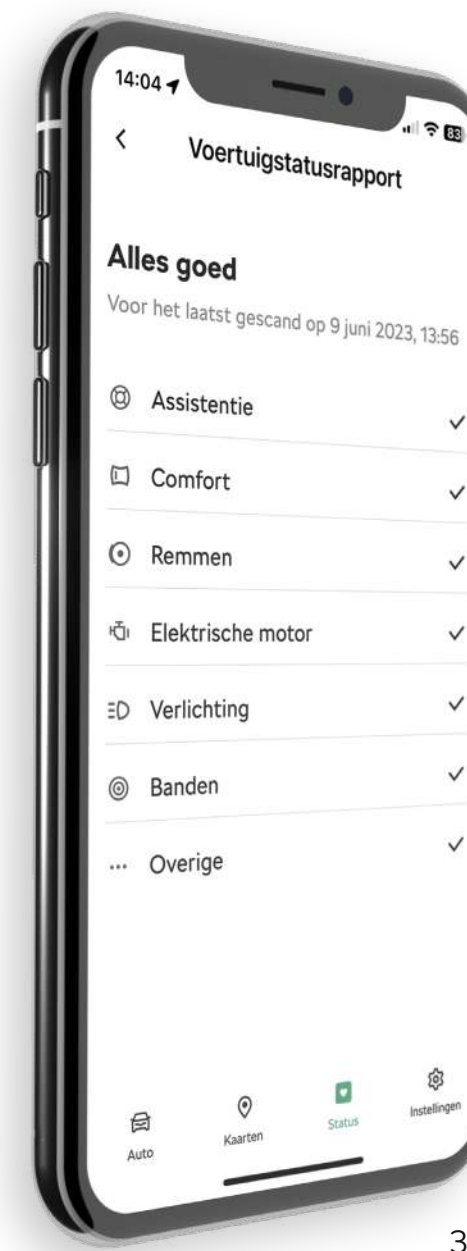 14:04
83
Voertuigstatusrapport
Alles goed
Voor het laatst gescand op 9 juni 2023, 13:56
Assistentie
Comfort
Remmen
Elektrische motor
Verlichting
Banden
Overige
Auto
Kaarten
Status
Instellingen
3